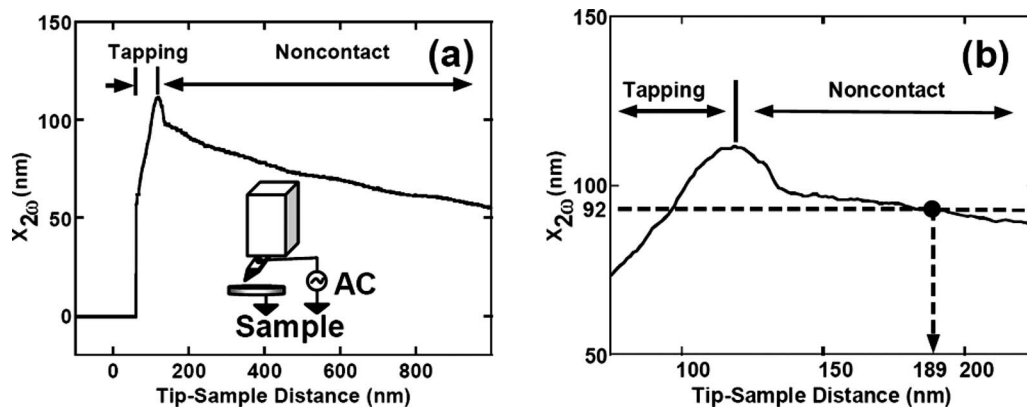 150
100
50
0
X2ω (nm)
Tapping
Noncontact
(a)
AC
Sample
0 200 400 600 800
Tip-Sample Distance (nm)
150
100
92
50
X2ω (nm)
Tapping
Noncontact
(b)
100 150 189 200
Tip-Sample Distance (nm)